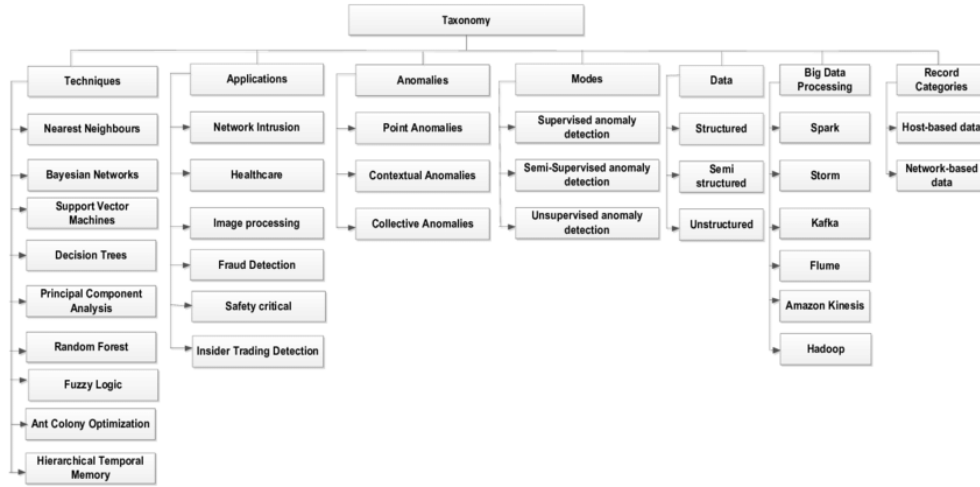 Taxonomy
Techniques
Nearest Neighbours
Bayesian Networks
Support Vector
Machines
Decision Trees
Principal Component
Analysis
Random Forest
Fuzzy Logic
Ant Colony Optimization
Hierarchical Temporal
Memory
Applications
Network Intrusion
Healthcare
Image processing
Fraud Detection
Safety critical
Insider Trading Detection
Anomalies
Point Anomalies
Contextual Anomalies
Collective Anomalies
Modes
Supervised anomaly
detection
Semi-Supervised anomaly
detection
Unsupervised anomaly
detection
Data
Structured
Semi
structured
Unstructured
Big Data
Processing
Spark
Storm
Kafka
Flume
Amazon Kinesis
Hadoop
Record
Categories
Host-based data
Network-based
data